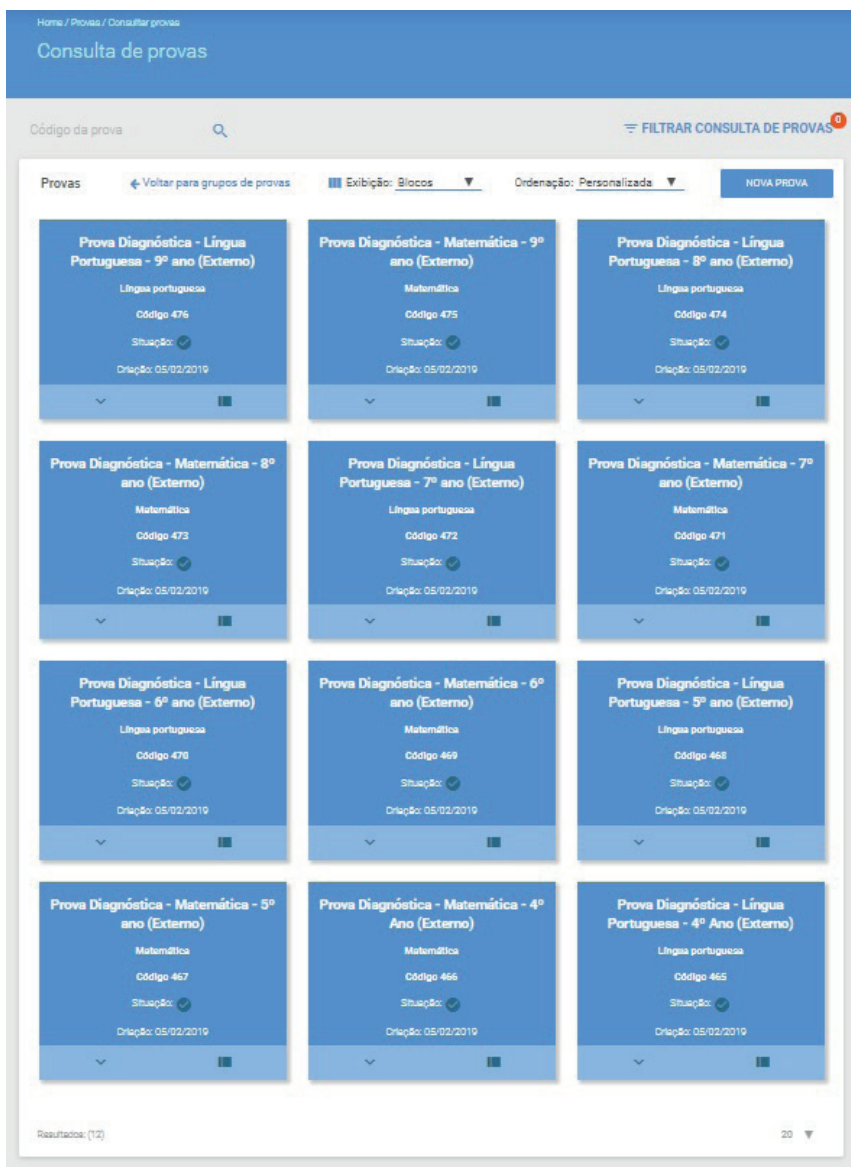 Home / Provas / Consultar provas
Consulta de provas
Código da prova
FILTRAR CONSULTA DE PROVAS
0
Provas
Voltar para grupos de provas
Exibição: Blocos
Ordenação: Personalizada
NOVA PROVA
Prova Diagnóstica - Língua
Portuguesa - 9º ano (Externo)
Língua portuguesa
Código 476
Situação:
Criação: 05/02/2019
Prova Diagnóstica - Matemática - 9º
ano (Externo)
Matemática
Código 475
Situação:
Criação: 05/02/2019
Prova Diagnóstica - Língua
Portuguesa - 8º ano (Externo)
Língua portuguesa
Código 474
Situação:
Criação: 05/02/2019
Prova Diagnóstica - Matemática - 8º
ano (Externo)
Matemática
Código 473
Situação:
Criação: 05/02/2019
Prova Diagnóstica - Língua
Portuguesa - 7º ano (Externo)
Língua portuguesa
Código 472
Situação:
Criação: 05/02/2019
Prova Diagnóstica - Matemática - 7º
ano (Externo)
Matemática
Código 471
Situação:
Criação: 05/02/2019
Prova Diagnóstica - Língua
Portuguesa - 6º ano (Externo)
Língua portuguesa
Código 470
Situação:
Criação: 05/02/2019
Prova Diagnóstica - Matemática - 6º
ano (Externo)
Matemática
Código 469
Situação:
Criação: 05/02/2019
Prova Diagnóstica - Língua
Portuguesa - 5º ano (Externo)
Língua portuguesa
Código 468
Situação:
Criação: 05/02/2019
Prova Diagnóstica - Matemática - 5º
ano (Externo)
Matemática
Código 467
Situação:
Criação: 05/02/2019
Prova Diagnóstica - Matemática - 4º
Ano (Externo)
Matemática
Código 466
Situação:
Criação: 05/02/2019
Prova Diagnóstica - Língua
Portuguesa - 4º Ano (Externo)
Língua portuguesa
Código 465
Situação:
Criação: 05/02/2019
Resultados: (12)
20